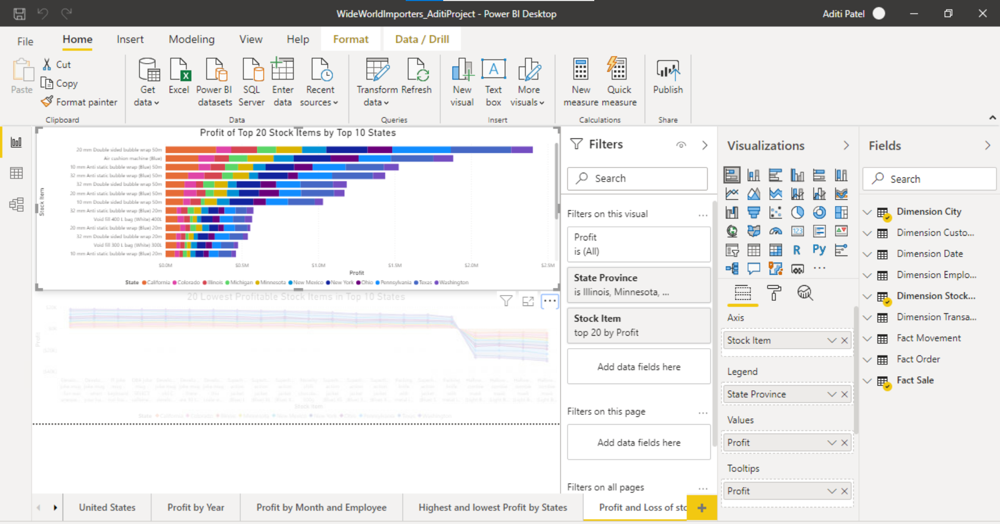 WideWorldImporters_AditiProject - Power BI Desktop
Aditi Patel
File
Home
Insert
Modeling
View
Help
Format
Data / Drill
Paste
Cut
Copy
Format painter
Clipboard
Get data
Excel
Power BI datasets
SQL Server
Enter data
Recent sources
Data
Transform data
Refresh
Queries
New visual
Text box
More visuals
Insert
New measure
Quick measure
Calculations
Publish
Share
Profit of Top 20 Stock Items by Top 10 States
Stock Item
20 mm Double sided bubble wrap 50m
Air cushion machine (Blue)
10 mm Anti static bubble wrap (Blue) 50m
32 mm Anti static bubble wrap (Blue) 50m
32 mm Double sided bubble wrap 50m
20 mm Anti static bubble wrap (Blue) 50m
10 mm Double sided bubble wrap 50m
32 mm Anti static bubble wrap (Blue) 20m
Void fill 400 L bag (White) 400L
20 mm Anti static bubble wrap (Blue) 20m
32 mm Double sided bubble wrap 20m
Void fill 300 L bag (White) 300L
10 mm Anti static bubble wrap (Blue) 20m
$0.0M $0.5M $1.0M $1.5M $2.0M $2.5M
Profit
State California Colorado Illinois Michigan Minnesota New Mexico New York Ohio Pennsylvania Texas Washington
20 Lowest Profitable Stock Items in Top 10 States
Profit
Stock Item
State California Colorado Illinois Minnesota New Mexico New York Ohio Pennsylvania Texas Washington
Filters
Search
Filters on this visual
Profit
is (All)
State Province
is Illinois, Minnesota, ...
Stock Item
top 20 by Profit
Add data fields here
Filters on this page
Add data fields here
Filters on all pages
Visualizations
123
R
Py
Axis
Stock Item
Legend
State Province
Values
Profit
Tooltips
Profit
Fields
Search
Dimension City
Dimension Custo...
Dimension Date
Dimension Emplo...
Dimension Stock...
Dimension Transa...
Fact Movement
Fact Order
Fact Sale
United States
Profit by Year
Profit by Month and Employee
Highest and lowest Profit by States
Profit and Loss of sto